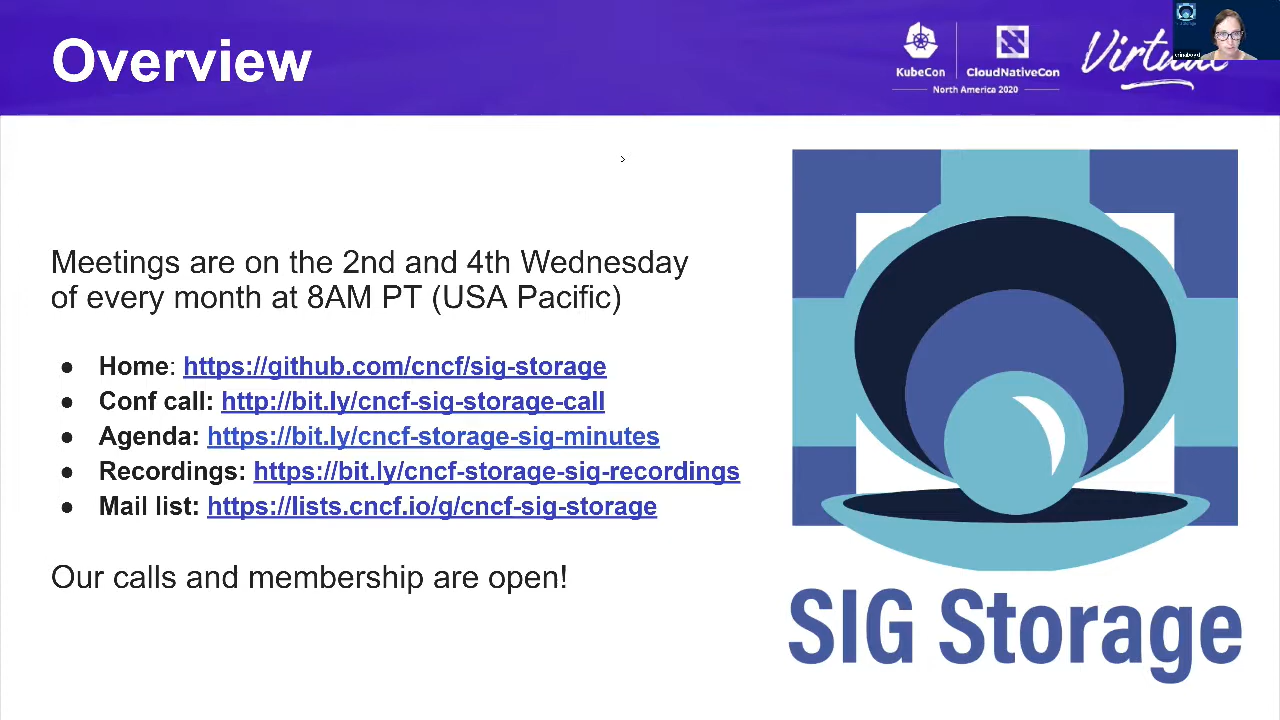 Overview
KubeCon
CloudNativeCon
North America 2020
Virtual
Meetings are on the 2nd and 4th Wednesday
of every month at 8AM PT (USA Pacific)
● Home: https://github.com/cncf/sig-storage
● Conf call: http://bit.ly/cncf-sig-storage-call
● Agenda: https://bit.ly/cncf-storage-sig-minutes
● Recordings: https://bit.ly/cncf-storage-sig-recordings
● Mail list: https://lists.cncf.io/g/cncf-sig-storage
Our calls and membership are open!
SIG Storage